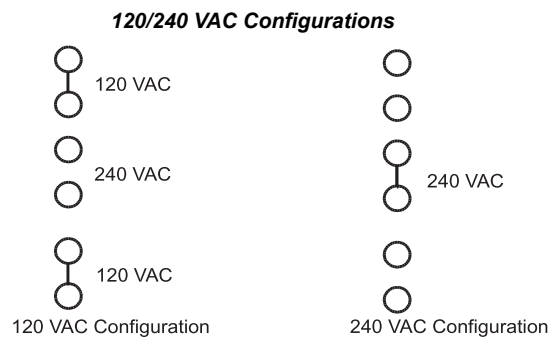 120/240 VAC Configurations
120 VAC
240 VAC
120 VAC
120 VAC Configuration
240 VAC
240 VAC Configuration